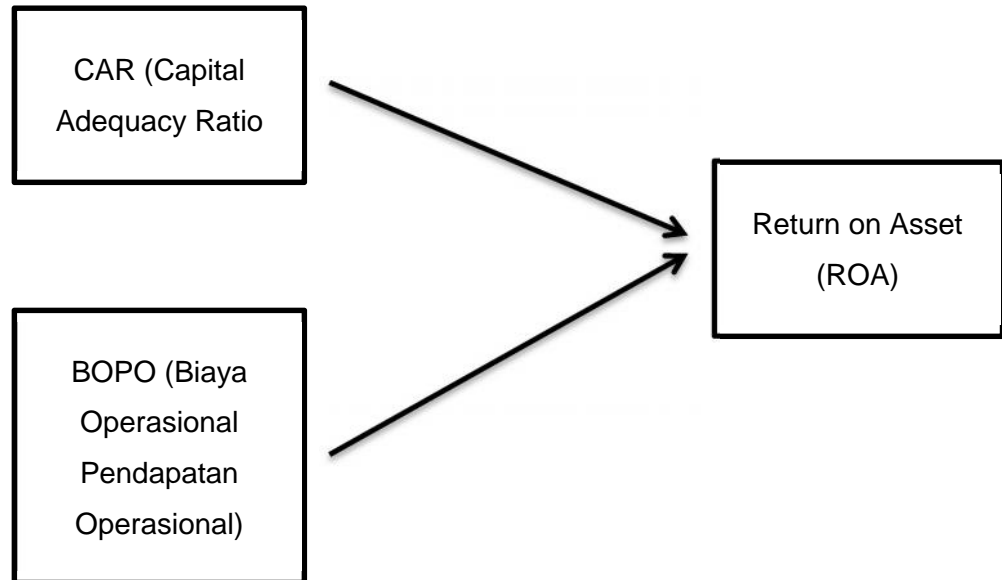 CAR (Capital
Adequacy Ratio
Return on Asset
(ROA)
BOPO (Biaya
Operasional
Pendapatan
Operasional)